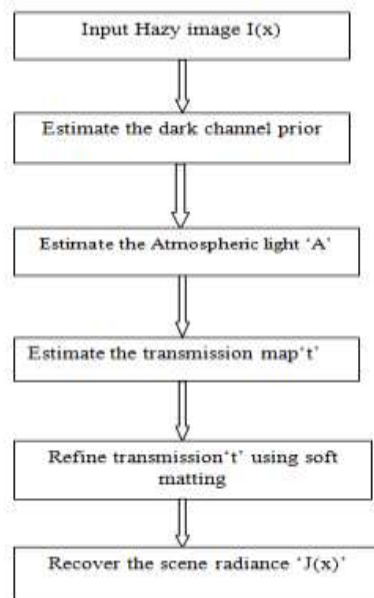 Input Hazy image I(x)
Estimate the dark channel prior
Estimate the Atmospheric light ‘A’
Estimate the transmission map‘t’
Refine transmission‘t’ using soft
matting
Recover the scene radiance ‘J(x)’